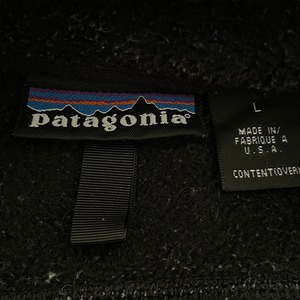 patagonia®
L
MADE IN/
FABRIQUE A
U.S.A.
CONTENT(OVER)